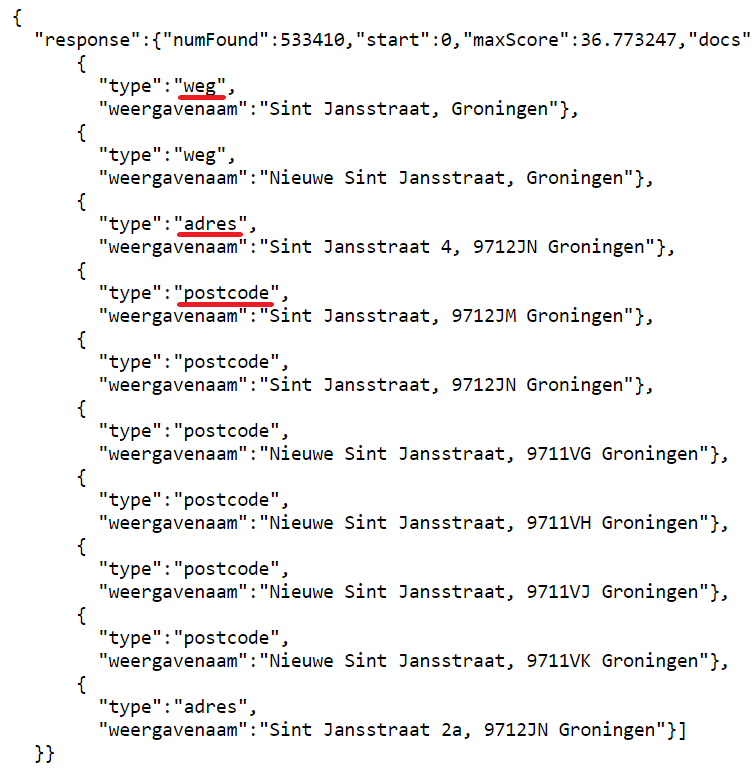 {
"response":{"numFound":533410,"start":0,"maxScore":36.773247,"docs"
{
"type":"weg",
"weergavenaam":"Sint Jansstraat, Groningen"},
{
"type":"weg",
"weergavenaam":"Nieuwe Sint Jansstraat, Groningen"},
{
"type":"adres",
"weergavenaam":"Sint Jansstraat 4, 9712JN Groningen"},
{
"type":"postcode",
"weergavenaam":"Sint Jansstraat, 9712JM Groningen"},
{
"type":"postcode",
"weergavenaam":"Sint Jansstraat, 9712JN Groningen"},
{
"type":"postcode",
"weergavenaam":"Nieuwe Sint Jansstraat, 9711VG Groningen"},
{
"type":"postcode",
"weergavenaam":"Nieuwe Sint Jansstraat, 9711VH Groningen"},
{
"type":"postcode",
"weergavenaam":"Nieuwe Sint Jansstraat, 9711VJ Groningen"},
{
"type":"postcode",
"weergavenaam":"Nieuwe Sint Jansstraat, 9711VK Groningen"},
{
"type":"adres",
"weergavenaam":"Sint Jansstraat 2a, 9712JN Groningen"}]
}}